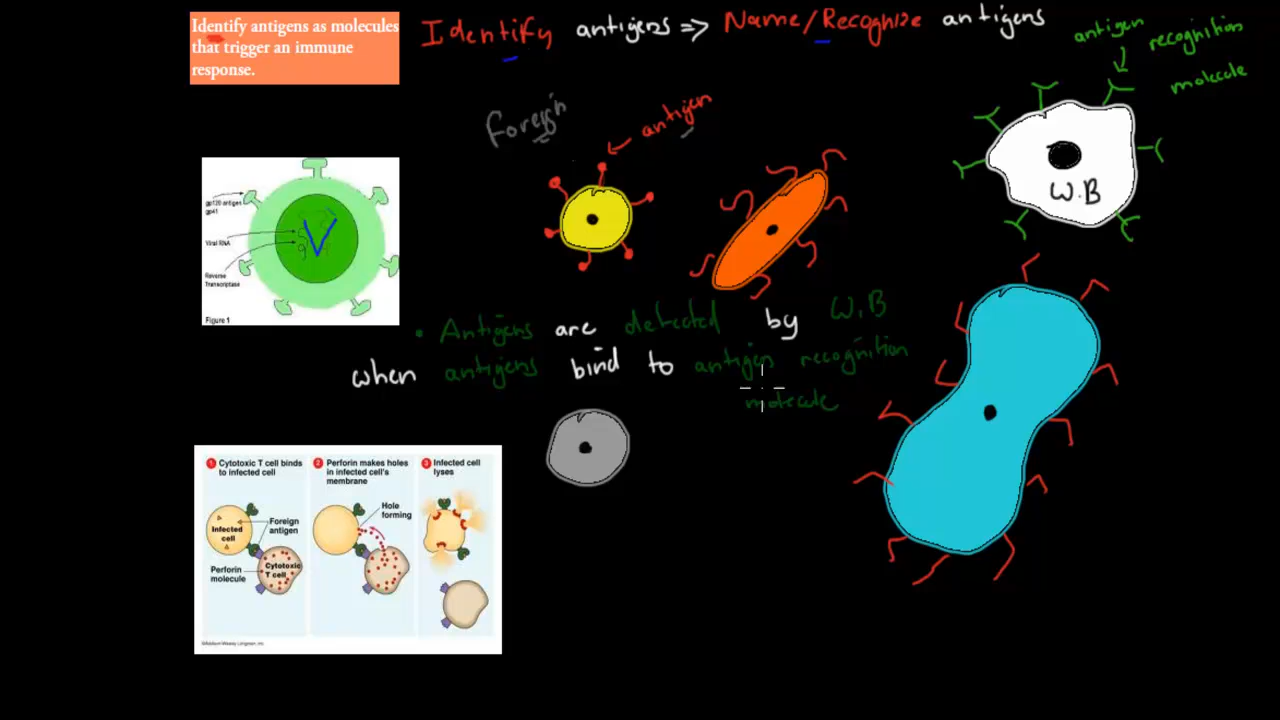 Identify antigens as molecules
that trigger an immune
response.
Identify antigens => Name/Recognize antigens
antigen
recognition
molecule
Foreign
antigen
W.B
gp120 antigen
gp41
Viral RNA
Reverse
Transcriptase
Figure 1
• Antigens are detected by W.B
when antigens bind to antigen recognition
molecule
1 Cytotoxic T cell binds
to infected cell
Infected
cell
Foreign
antigen
Perforin
molecule
Cytotoxic
T cell
2 Perforin makes holes
in infected cell's
membrane
Hole
forming
3 Infected cell
lyses